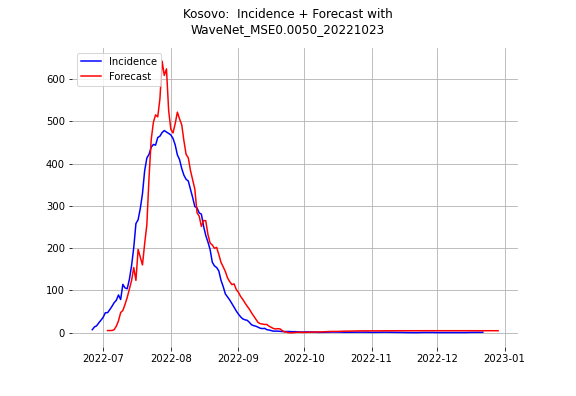 Kosovo:  Incidence + Forecast with
WaveNet_MSE0.0050_20221023
Incidence
Forecast
600
500
400
300
200
100
0
2022-07 2022-08 2022-09 2022-10 2022-11 2022-12 2023-01